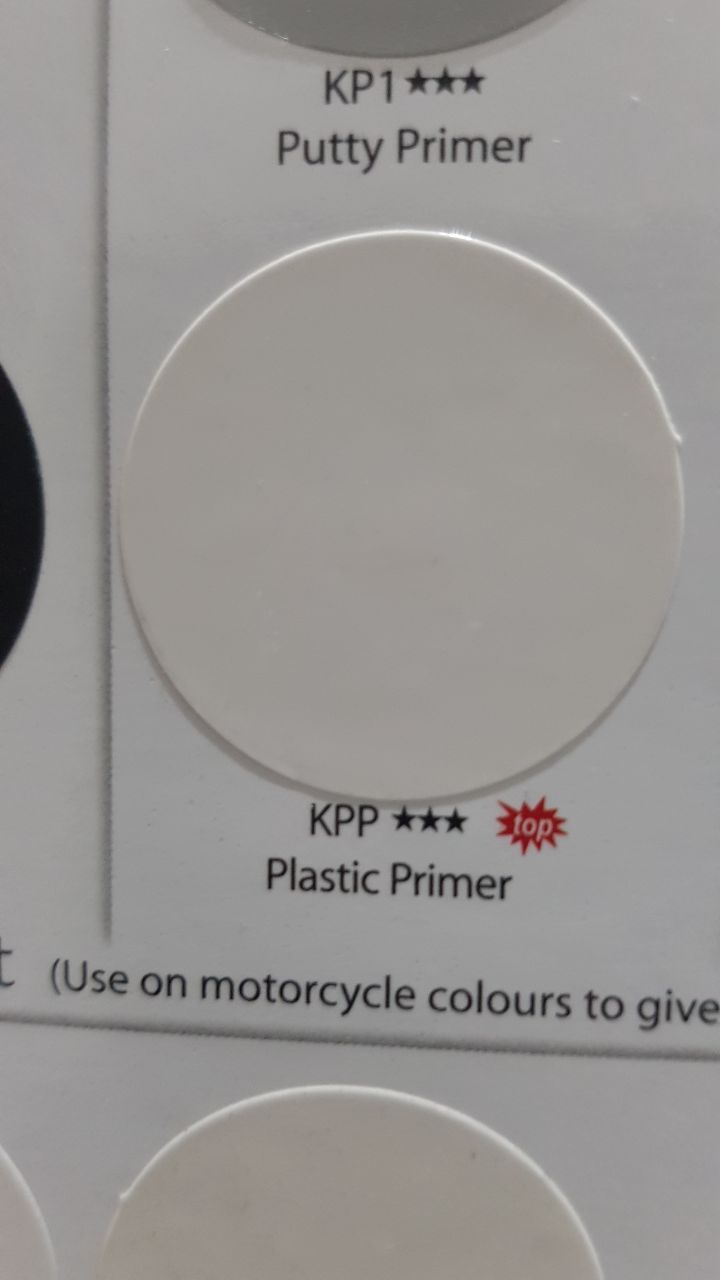 KP1 ★★★
Putty Primer
KPP ★★★ top
Plastic Primer
(Use on motorcycle colours to give